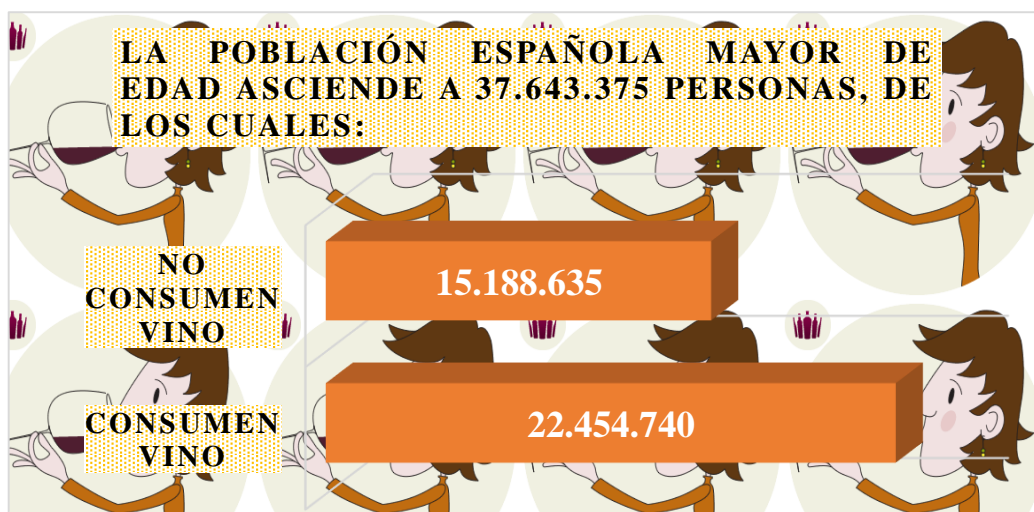 LA POBLACIÓN ESPAÑOLA MAYOR DE
EDAD ASCIENDE A 37.643.375 PERSONAS, DE
LOS CUALES:
NO
CONSUMEN
VINO
15.188.635
CONSUMEN
VINO
22.454.740